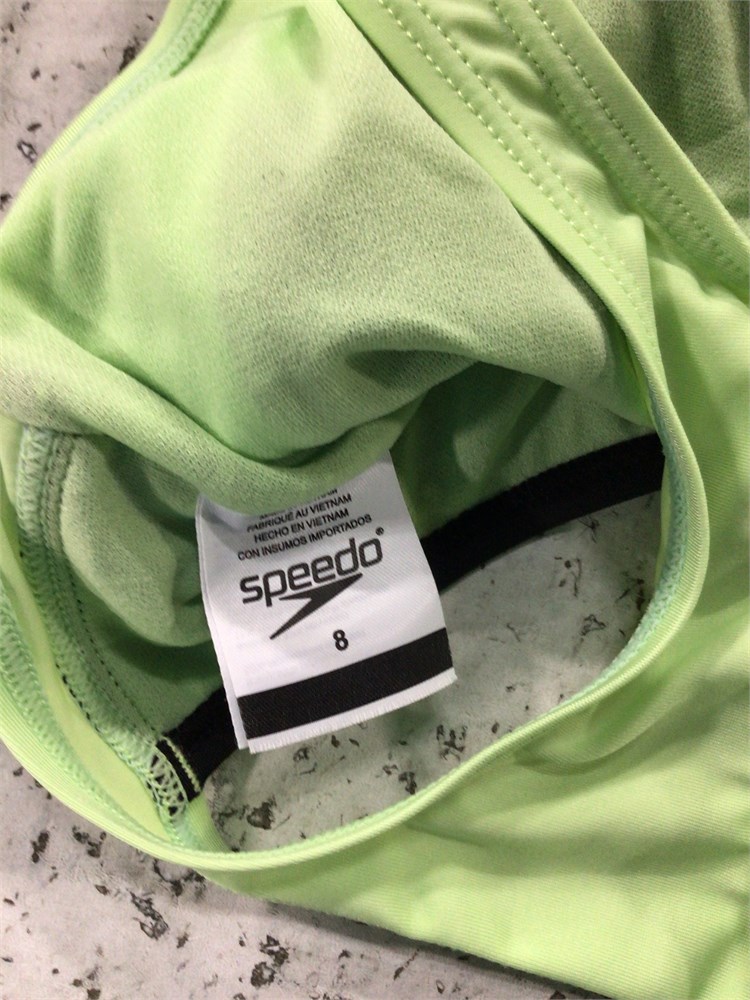 FABRIQUÉ AU VIETNAM
HECHO EN VIETNAM
CON INSUMOS IMPORTADOS
speedo®
8